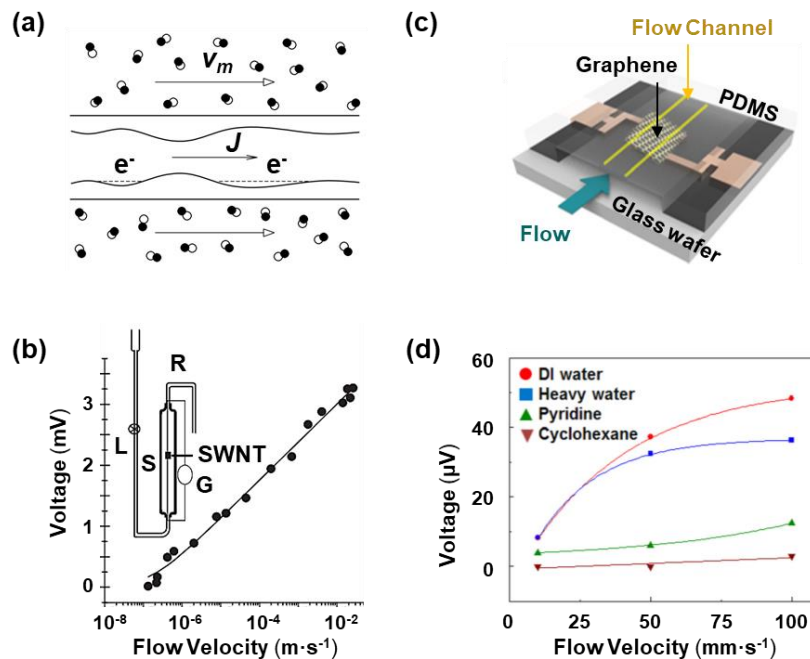 (a)
vₘ
J
e⁻ e⁻
(c)
Flow Channel
Graphene
PDMS
Flow
Glass wafer
(b)
Voltage (mV)
3
2
1
0
R
L
S
SWNT
G
10⁻⁸ 10⁻⁶ 10⁻⁴ 10⁻²
Flow Velocity (m·s⁻¹)
(d)
Voltage (μV)
60
40
20
0
DI water
Heavy water
Pyridine
Cyclohexane
0 25 50 75 100
Flow Velocity (mm·s⁻¹)